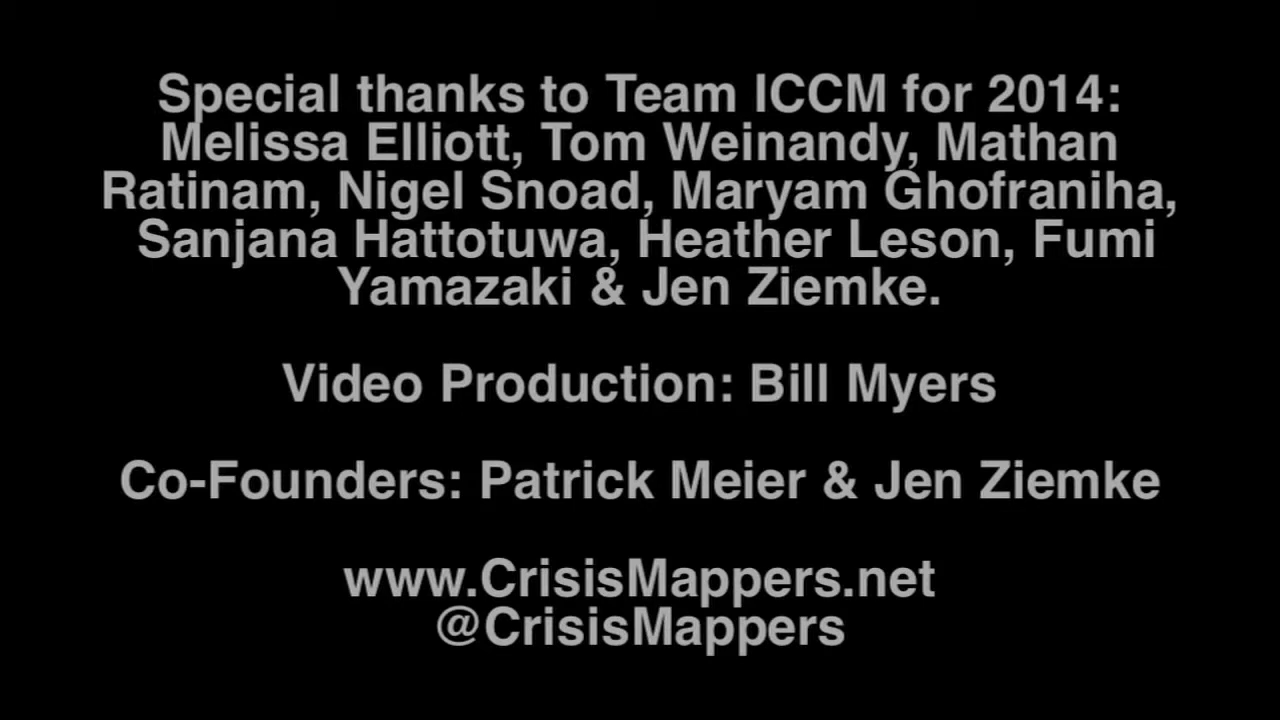 Special thanks to Team ICCM for 2014:
Melissa Elliott, Tom Weinandy, Mathan
Ratinam, Nigel Snoad, Maryam Ghofraniha,
Sanjana Hattotuwa, Heather Leson, Fumi
Yamazaki & Jen Ziemke.
Video Production: Bill Myers
Co-Founders: Patrick Meier & Jen Ziemke
www.CrisisMappers.net
@CrisisMappers